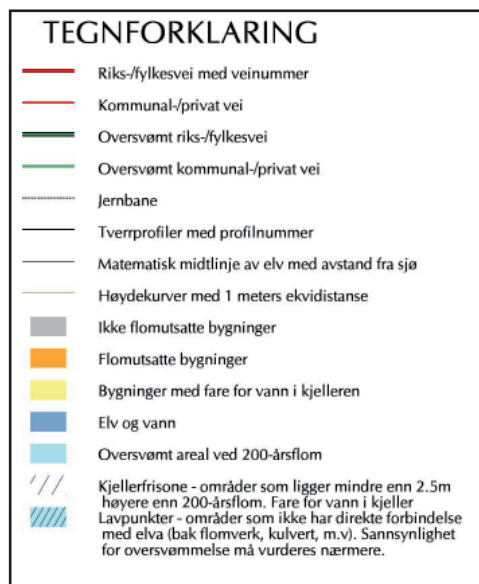 TEGNFORKLARING
Riks-/fylkesvei med veinummer
Kommunal-/privat vei
Oversvømt riks-/fylkesvei
Oversvømt kommunal-/privat vei
Jernbane
Tverrprofiler med profilnummer
Matematisk midtlinje av elv med avstand fra sjø
Høydekurver med 1 meters ekvidistanse
Ikke flomutsatte bygninger
Flomutsatte bygninger
Bygninger med fare for vann i kjelleren
Elv og vann
Oversvømt areal ved 200-årsflom
Kjellerfrisone - områder som ligger mindre enn 2.5m
høyere enn 200-årsflom. Fare for vann i kjeller
Lavpunkter - områder som ikke har direkte forbindelse
med elva (bak flomverk, kulvert, m.v). Sannsynlighet
for oversvømmelse må vurderes nærmere.